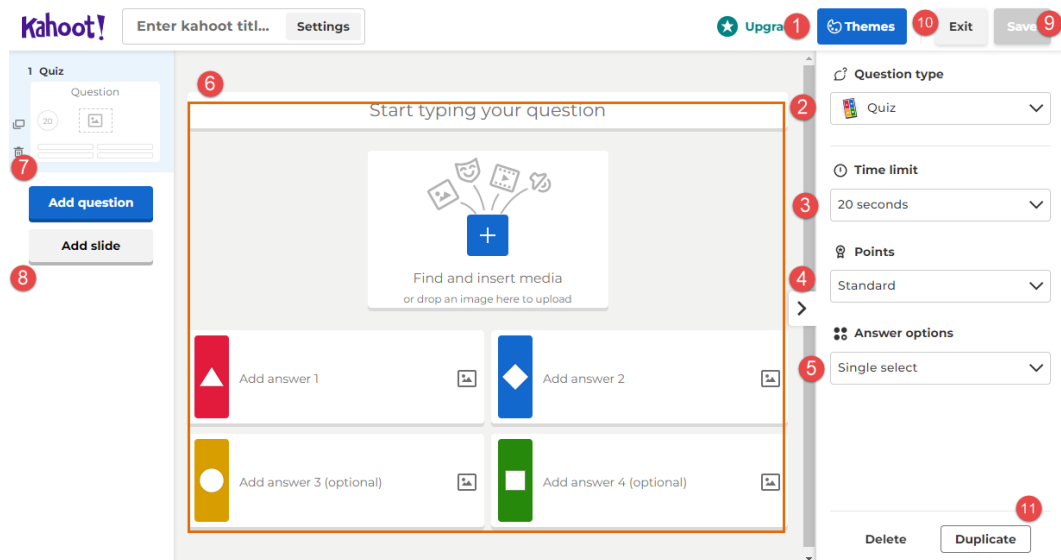 Kahoot!
Enter kahoot titl...
Settings
Upgra
1
Themes
10
Exit
Save
9
1 Quiz
Question
20
7
Add question
Add slide
8
6
Start typing your question
Find and insert media
or drop an image here to upload
Add answer 1
Add answer 2
Add answer 3 (optional)
Add answer 4 (optional)
Question type
2
Quiz
Time limit
3
20 seconds
Points
4
Standard
Answer options
5
Single select
11
Delete
Duplicate